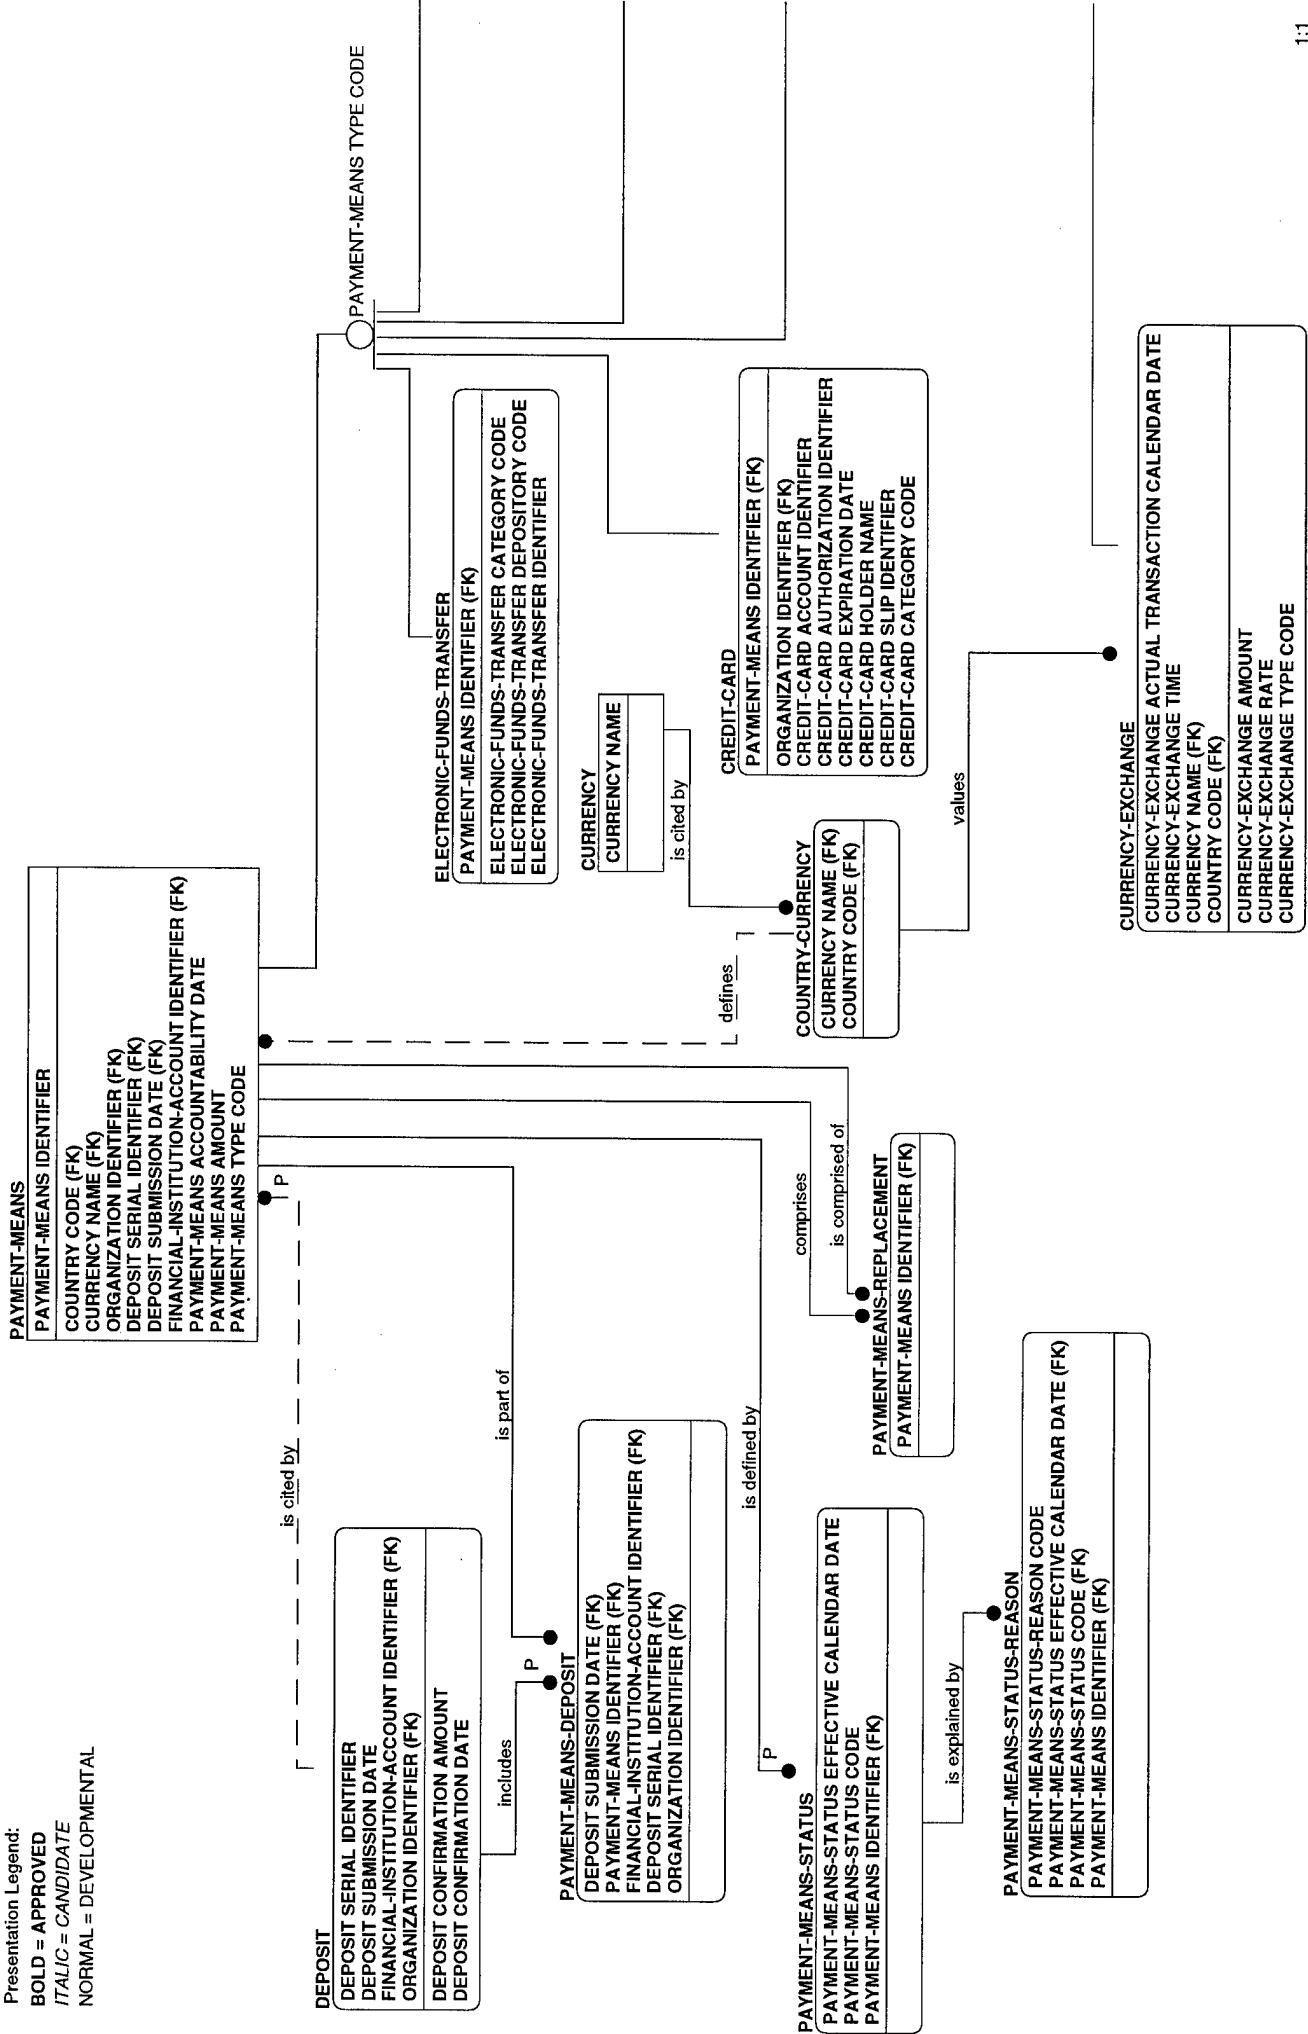 Presentation Legend:
BOLD = APPROVED
ITALIC = CANDIDATE
NORMAL = DEVELOPMENTAL
PAYMENT-MEANS
PAYMENT-MEANS IDENTIFIER
COUNTRY CODE (FK)
CURRENCY NAME (FK)
ORGANIZATION IDENTIFIER (FK)
DEPOSIT SERIAL IDENTIFIER (FK)
DEPOSIT SUBMISSION DATE (FK)
FINANCIAL-INSTITUTION-ACCOUNT IDENTIFIER (FK)
PAYMENT-MEANS ACCOUNTABILITY DATE
PAYMENT-MEANS AMOUNT
PAYMENT-MEANS TYPE CODE
P
is cited by
PAYMENT-MEANS TYPE CODE
DEPOSIT
DEPOSIT SERIAL IDENTIFIER
DEPOSIT SUBMISSION DATE
FINANCIAL-INSTITUTION-ACCOUNT IDENTIFIER (FK)
ORGANIZATION IDENTIFIER (FK)
DEPOSIT CONFIRMATION AMOUNT
DEPOSIT CONFIRMATION DATE
includes
P
is part of
ELECTRONIC-FUNDS-TRANSFER
PAYMENT-MEANS IDENTIFIER (FK)
ELECTRONIC-FUNDS-TRANSFER CATEGORY CODE
ELECTRONIC-FUNDS-TRANSFER DEPOSITORY CODE
ELECTRONIC-FUNDS-TRANSFER IDENTIFIER
PAYMENT-MEANS-DEPOSIT
DEPOSIT SUBMISSION DATE (FK)
PAYMENT-MEANS IDENTIFIER (FK)
FINANCIAL-INSTITUTION-ACCOUNT IDENTIFIER (FK)
DEPOSIT SERIAL IDENTIFIER (FK)
ORGANIZATION IDENTIFIER (FK)
CURRENCY
CURRENCY NAME
is cited by
defines
CREDIT-CARD
PAYMENT-MEANS IDENTIFIER (FK)
ORGANIZATION IDENTIFIER (FK)
CREDIT-CARD ACCOUNT IDENTIFIER
CREDIT-CARD AUTHORIZATION IDENTIFIER
CREDIT-CARD EXPIRATION DATE
CREDIT-CARD HOLDER NAME
CREDIT-CARD SLIP IDENTIFIER
CREDIT-CARD CATEGORY CODE
is defined by
P
comprises
is comprised of
PAYMENT-MEANS-STATUS
PAYMENT-MEANS-STATUS EFFECTIVE CALENDAR DATE
PAYMENT-MEANS-STATUS CODE
PAYMENT-MEANS IDENTIFIER (FK)
COUNTRY-CURRENCY
CURRENCY NAME (FK)
COUNTRY CODE (FK)
PAYMENT-MEANS-REPLACEMENT
PAYMENT-MEANS IDENTIFIER (FK)
is explained by
values
PAYMENT-MEANS-STATUS-REASON
PAYMENT-MEANS-STATUS-REASON CODE
PAYMENT-MEANS-STATUS EFFECTIVE CALENDAR DATE (FK)
PAYMENT-MEANS-STATUS CODE (FK)
PAYMENT-MEANS IDENTIFIER (FK)
CURRENCY-EXCHANGE
CURRENCY-EXCHANGE ACTUAL TRANSACTION CALENDAR DATE
CURRENCY-EXCHANGE TIME
CURRENCY NAME (FK)
COUNTRY CODE (FK)
CURRENCY-EXCHANGE AMOUNT
CURRENCY-EXCHANGE RATE
CURRENCY-EXCHANGE TYPE CODE
1:1